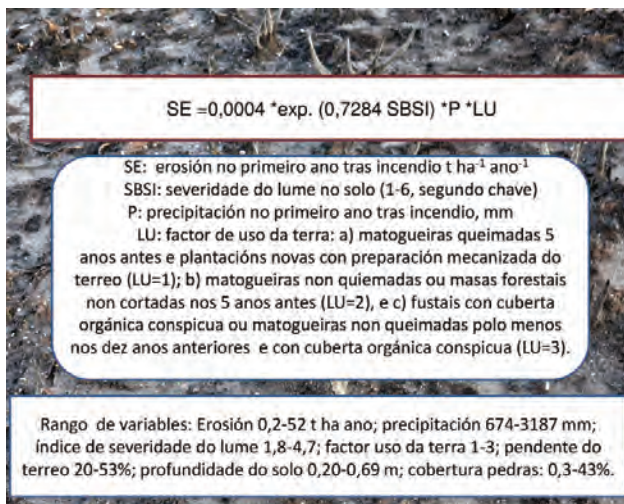 SE =0,0004 *exp. (0,7284 SBSI) *P *LU
SE: erosión no primeiro ano tras incendio t ha⁻¹ ano⁻¹
SBSI: severidade do lume no solo (1-6, segundo chave)
P: precipitación no primeiro ano tras incendio, mm
LU: factor de uso da terra: a) matogueiras queimadas 5
anos antes e plantacións novas con preparación mecanizada do
terreo (LU=1); b) matogueiras non quiemadas ou masas forestais
non cortadas nos 5 anos antes (LU=2), e c) fustais con cuberta
orgánica conspicua ou matogueiras non queimadas polo menos
nos dez anos anteriores e con cuberta orgánica conspicua (LU=3).
Rango de variables: Erosión 0,2-52 t ha ano; precipitación 674-3187 mm;
índice de severidade do lume 1,8-4,7; factor uso da terra 1-3; pendente do
terreo 20-53%; profundidade do solo 0,20-0,69 m; cobertura pedras: 0,3-43%.